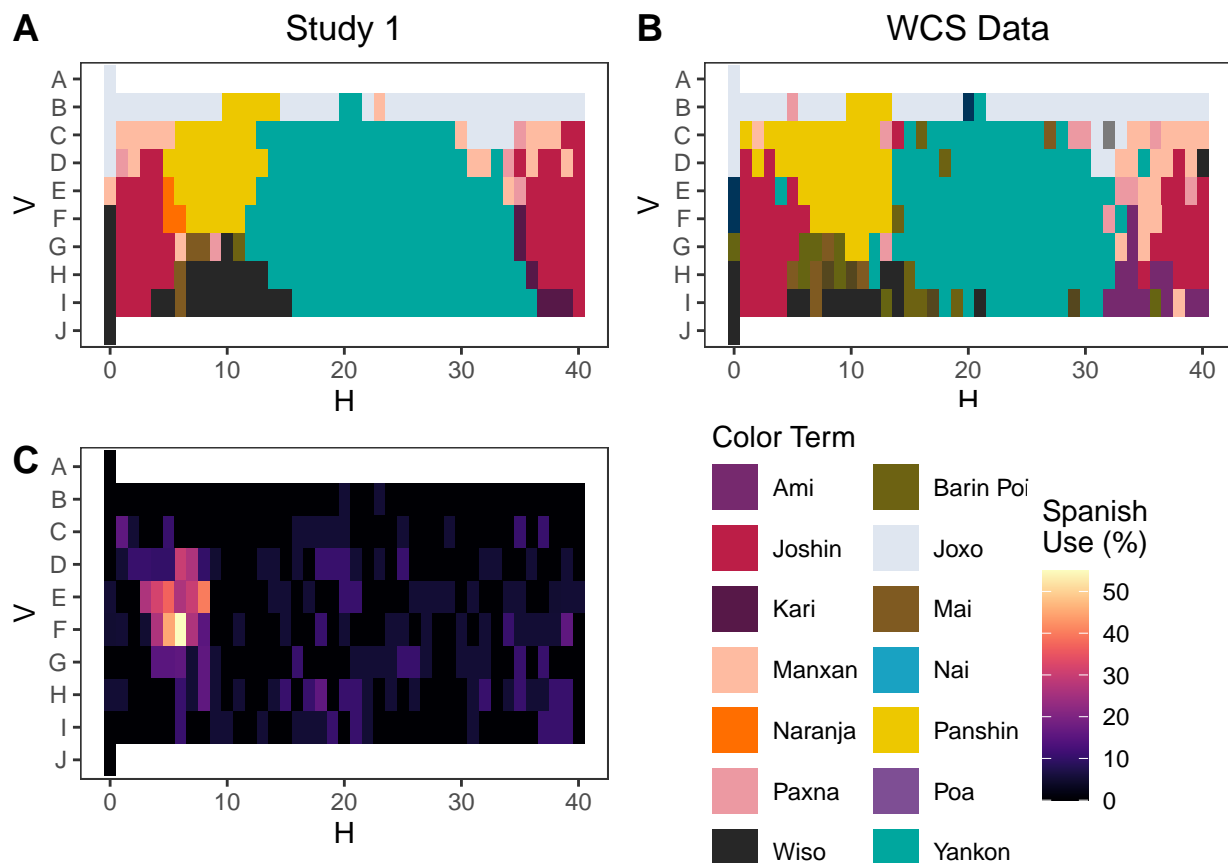 A Study 1
V
A
B
C
D
E
F
G
H
I
J
0 10 20 30 40
H
B WCS Data
V
A
B
C
D
E
F
G
H
I
J
0 10 20 30 40
H
C
V
A
B
C
D
E
F
G
H
I
J
0 10 20 30 40
H
Color Term
Ami
Joshin
Kari
Manxan
Naranja
Paxna
Wiso
Barin Poi
Joxo
Mai
Nai
Panshin
Poa
Yankon
Spanish
Use (%)
50
40
30
20
10
0